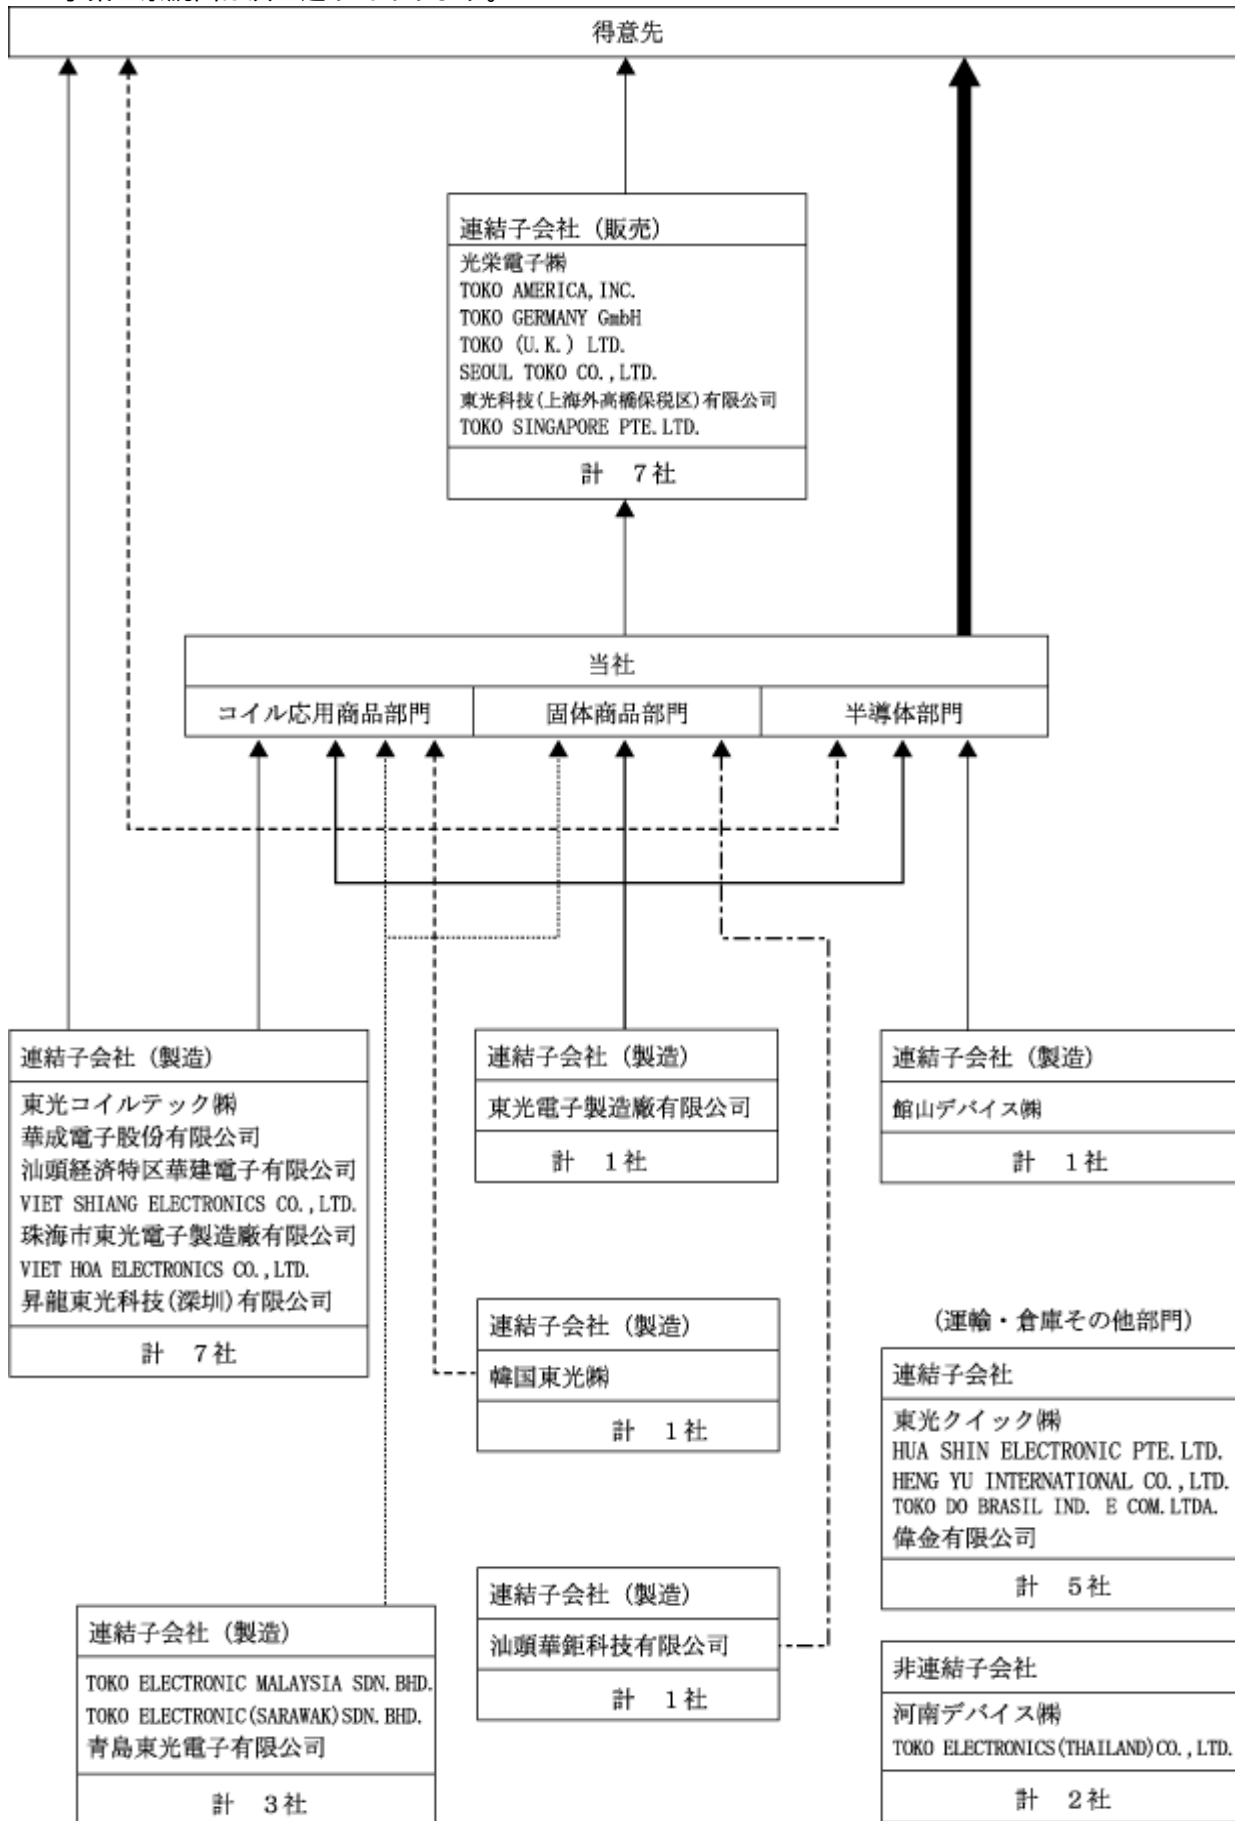 得意先
連結子会社（販売）
光栄電子㈱
TOKO AMERICA, INC.
TOKO GERMANY GmbH
TOKO (U.K.) LTD.
SEOUL TOKO CO.,LTD.
東光科技(上海外高橋保税区)有限公司
TOKO SINGAPORE PTE.LTD.
計　7社
当社
コイル応用商品部門　固体商品部門　半導体部門
連結子会社（製造）
東光コイルテック㈱
華成電子股份有限公司
汕頭経済特区華建電子有限公司
VIET SHIANG ELECTRONICS CO.,LTD.
珠海市東光電子製造廠有限公司
VIET HOA ELECTRONICS CO.,LTD.
昇龍東光科技(深圳)有限公司
計　7社
連結子会社（製造）
東光電子製造廠有限公司
計　1社
連結子会社（製造）
館山デバイス㈱
計　1社
連結子会社（製造）
韓国東光㈱
計　1社
(運輸・倉庫その他部門)
連結子会社
東光クイック㈱
HUA SHIN ELECTRONIC PTE.LTD.
HENG YU INTERNATIONAL CO.,LTD.
TOKO DO BRASIL IND. E COM.LTDA.
偉金有限公司
計　5社
連結子会社（製造）
汕頭華鉅科技有限公司
計　1社
連結子会社（製造）
TOKO ELECTRONIC MALAYSIA SDN.BHD.
TOKO ELECTRONIC(SARAWAK)SDN.BHD.
青島東光電子有限公司
計　3社
非連結子会社
河南デバイス㈱
TOKO ELECTRONICS(THAILAND)CO.,LTD.
計　2社